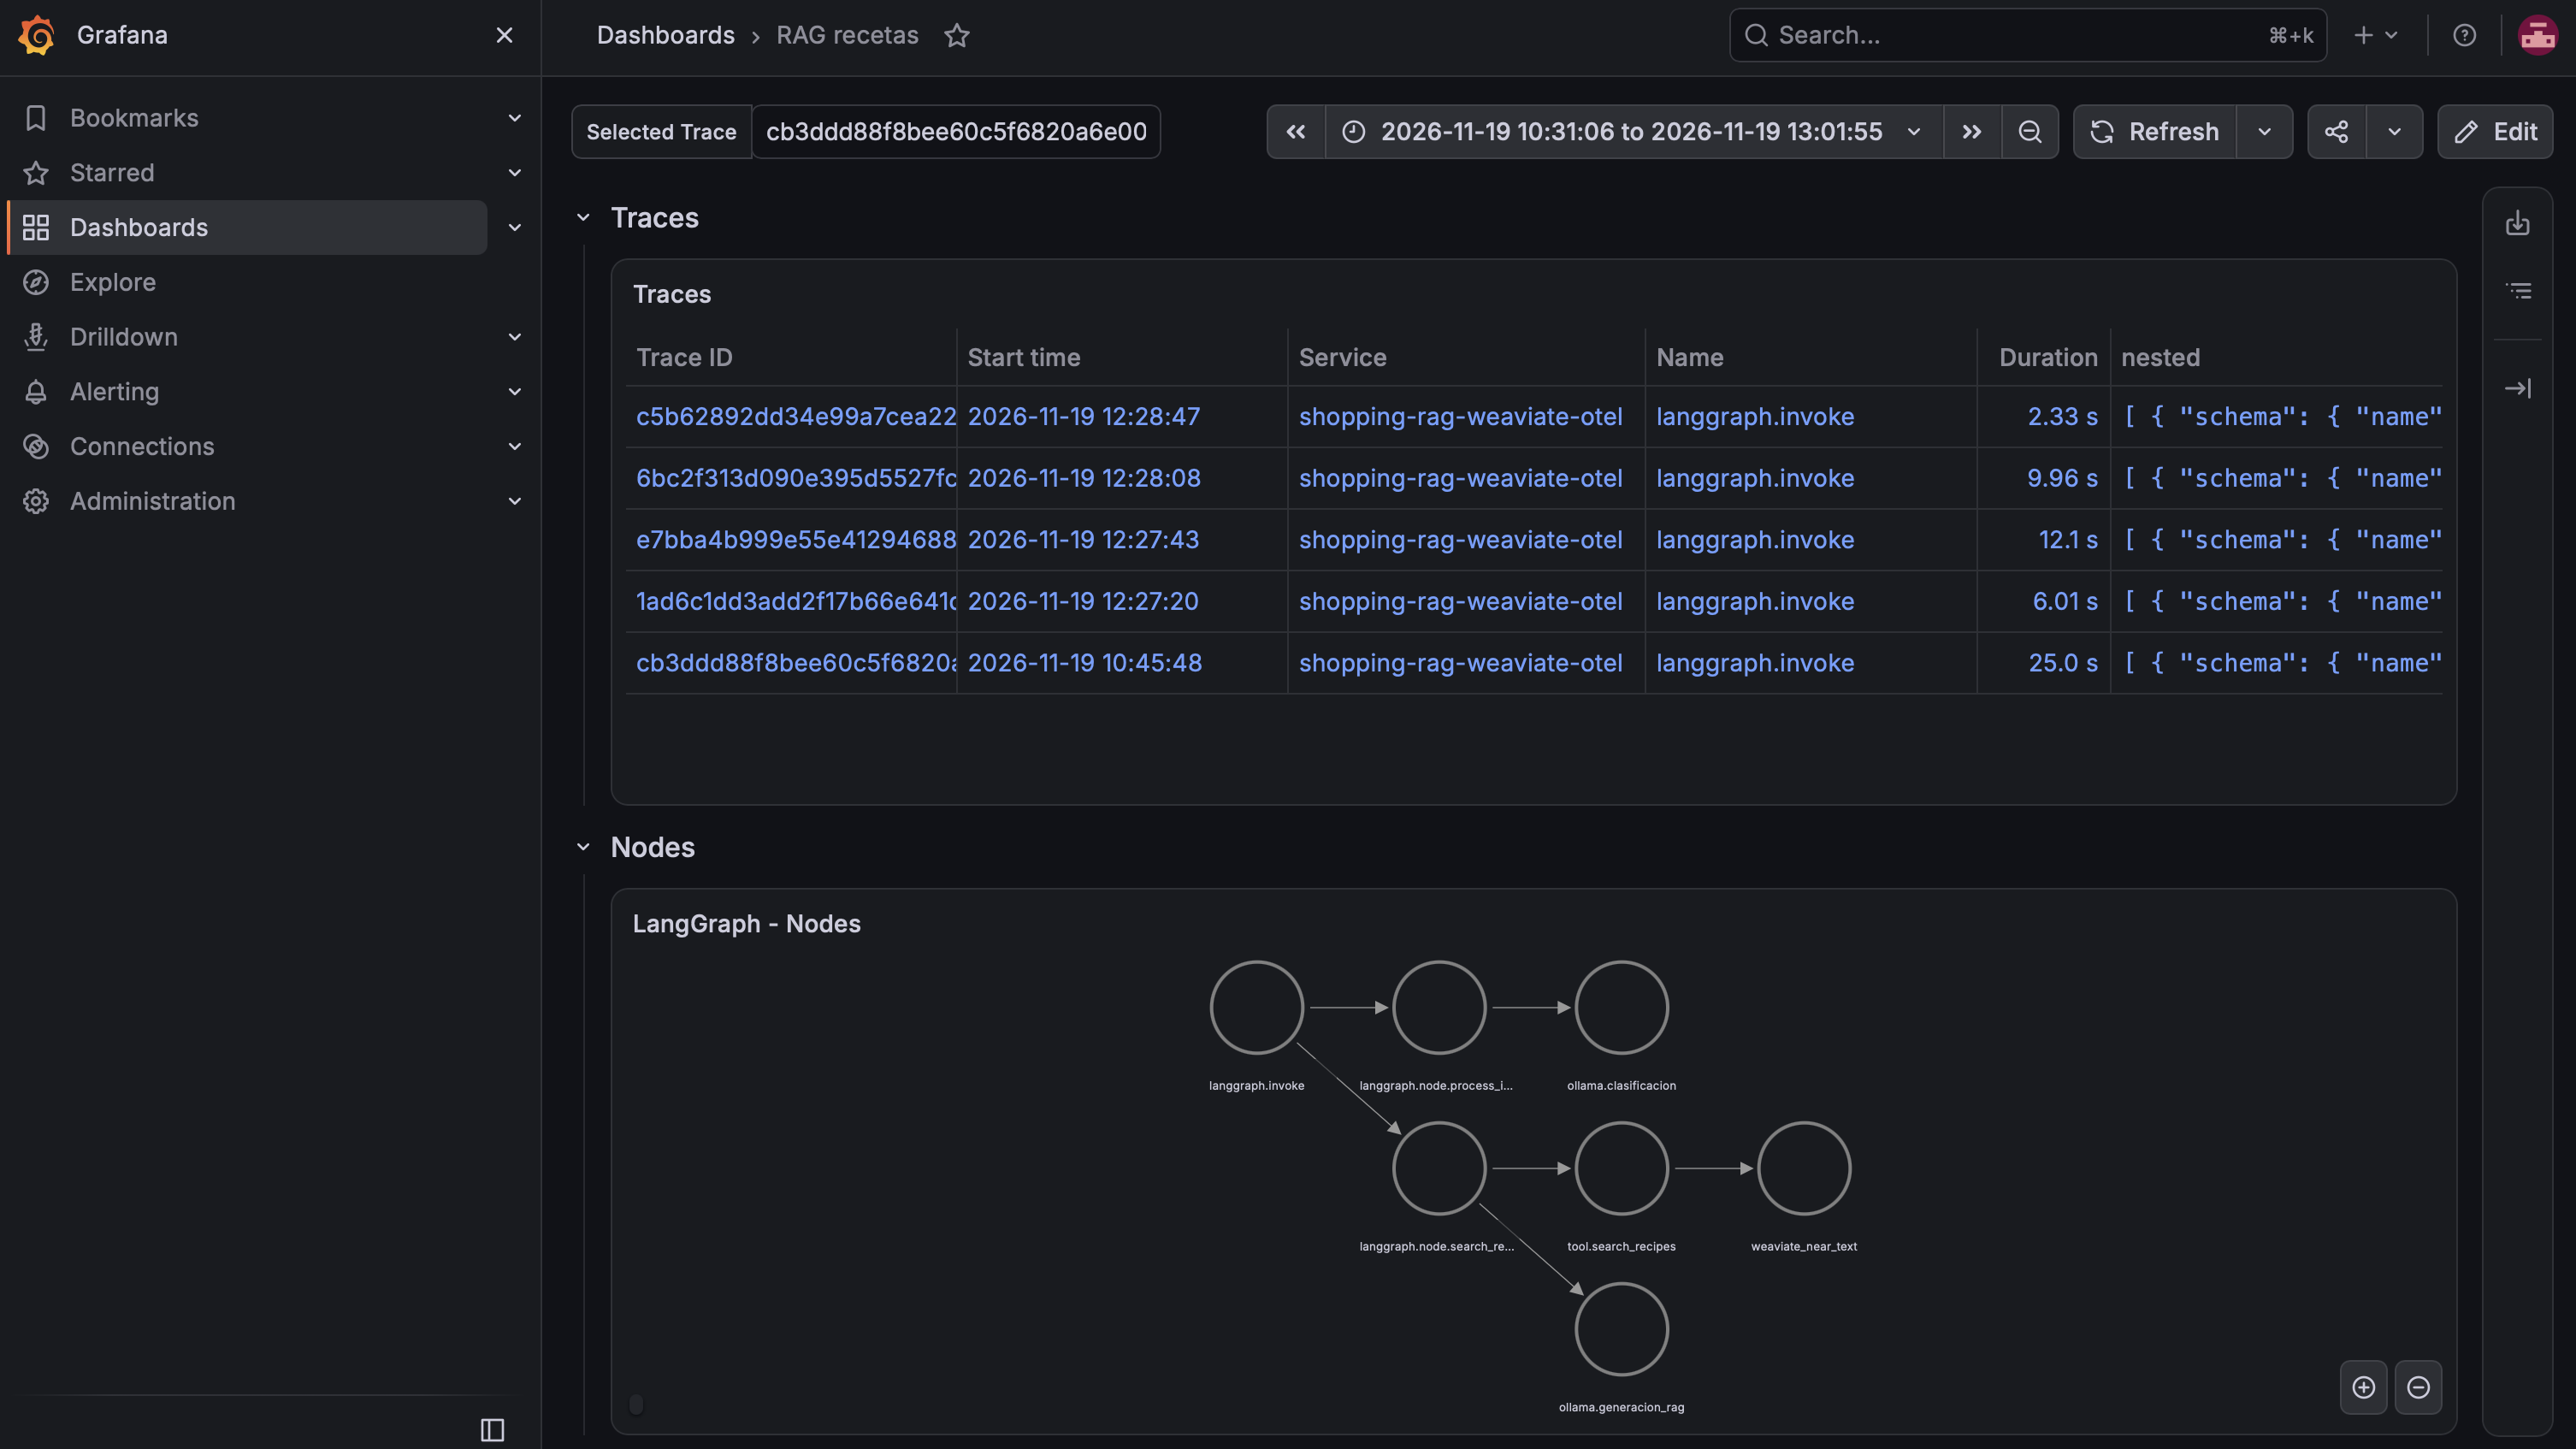 Grafana
Dashboards › RAG recetas
Search...
⌘+k
Bookmarks
Starred
Dashboards
Explore
Drilldown
Alerting
Connections
Administration
Selected Trace
cb3ddd88f8bee60c5f6820a6e00
2026-11-19 10:31:06 to 2026-11-19 13:01:55
Refresh
Edit
Traces
Traces
Trace ID Start time Service Name Duration nested
c5b62892dd34e99a7cea22 2026-11-19 12:28:47 shopping-rag-weaviate-otel langgraph.invoke 2.33 s [ { "schema": { "name"
6bc2f313d090e395d5527fc 2026-11-19 12:28:08 shopping-rag-weaviate-otel langgraph.invoke 9.96 s [ { "schema": { "name"
e7bba4b999e55e41294688 2026-11-19 12:27:43 shopping-rag-weaviate-otel langgraph.invoke 12.1 s [ { "schema": { "name"
1ad6c1dd3add2f17b66e641c 2026-11-19 12:27:20 shopping-rag-weaviate-otel langgraph.invoke 6.01 s [ { "schema": { "name"
cb3ddd88f8bee60c5f6820a 2026-11-19 10:45:48 shopping-rag-weaviate-otel langgraph.invoke 25.0 s [ { "schema": { "name"
Nodes
LangGraph - Nodes
langgraph.invoke
langgraph.node.process_i...
ollama.clasificacion
langgraph.node.search_re...
tool.search_recipes
weaviate_near_text
ollama.generacion_rag